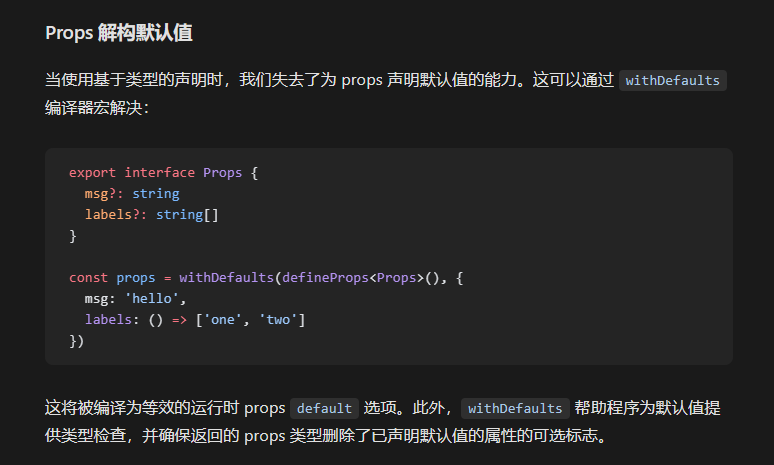 Props 解构默认值
当使用基于类型的声明时，我们失去了为 props 声明默认值的能力。这可以通过 withDefaults
编译器宏解决：
export interface Props {
  msg?: string
  labels?: string[]
}

const props = withDefaults(defineProps<Props>(), {
  msg: 'hello',
  labels: () => ['one', 'two']
})
这将被编译为等效的运行时 props default 选项。此外，withDefaults 帮助程序为默认值提
供类型检查，并确保返回的 props 类型删除了已声明默认值的属性的可选标志。